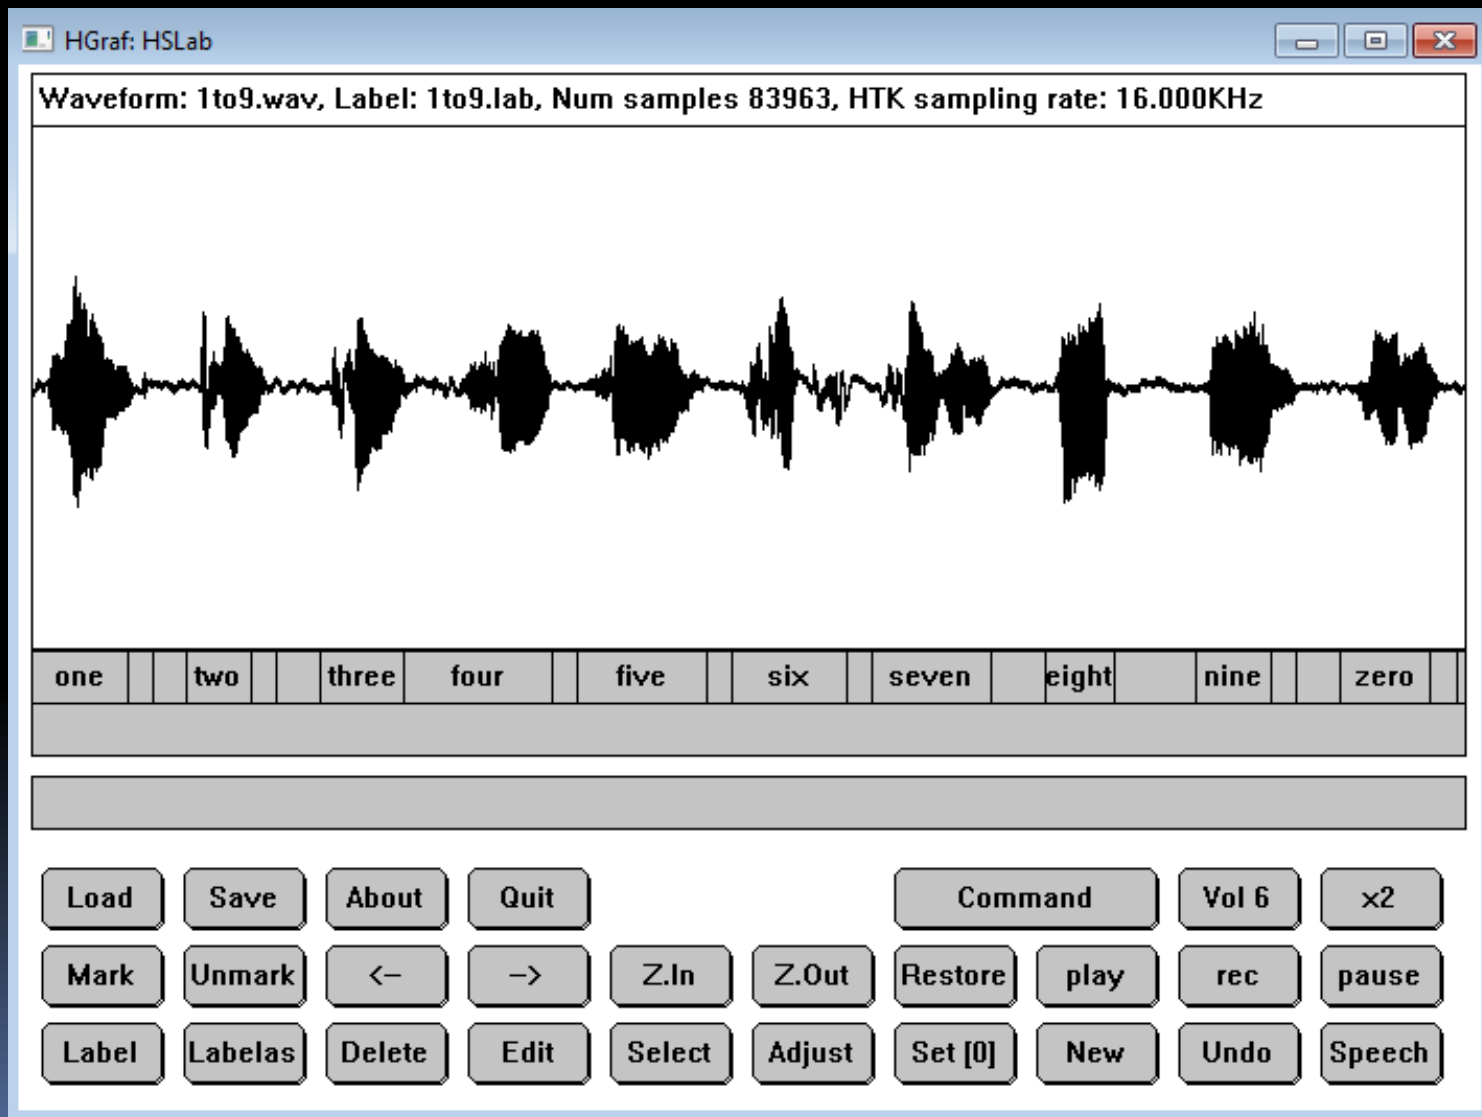 HGraf: HSLab
Waveform: 1to9.wav, Label: 1to9.lab, Num samples 83963, HTK sampling rate: 16.000KHz
one two three four five six seven eight nine zero
Load Save About Quit Command Vol 6 x2
Mark Unmark <- -> Z.In Z.Out Restore play rec pause
Label Labelas Delete Edit Select Adjust Set [0] New Undo Speech